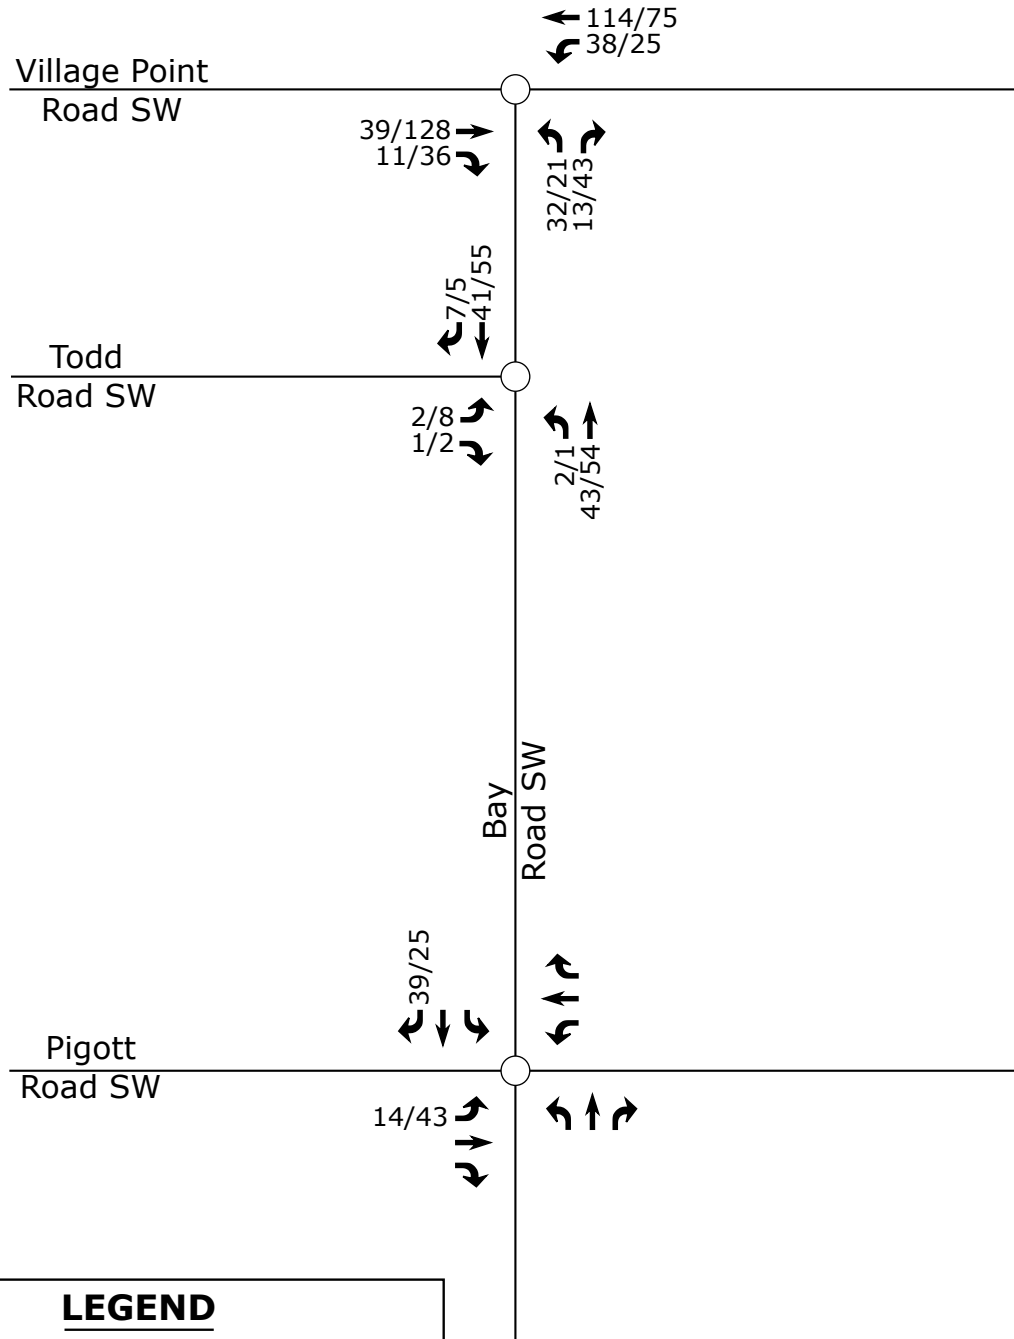 114/75
38/25
Village Point
Road SW
39/128
11/36
32/21
13/43
7/5
41/55
Todd
Road SW
2/8
1/2
2/1
43/54
Bay
Road SW
39/25
Pigott
Road SW
14/43
LEGEND